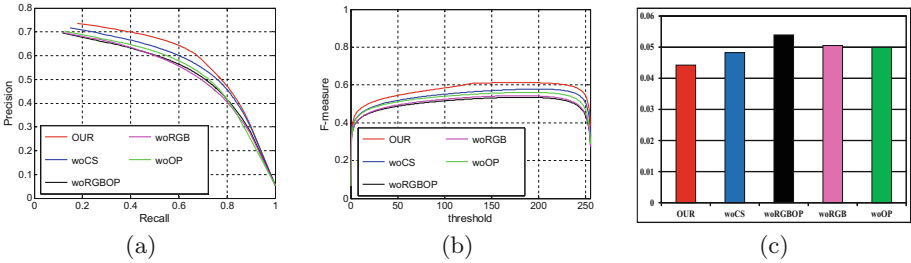 0.8
0.7
0.6
0.5
0.4
0.3
0.2
0.1
0
Precision
OUR woRGB
woCS woOP
woRGBOP
0 0.2 0.4 0.6 0.8 1
Recall
(a)
1
0.8
0.6
0.4
0.2
0
F-measure
OUR woRGB
woCS woOP
woRGBOP
0 50 100 150 200 250
threshold
(b)
0.06
0.05
0.04
0.03
0.02
0.01
0
OUR woCS woRGBOP woRGB woOP
(c)